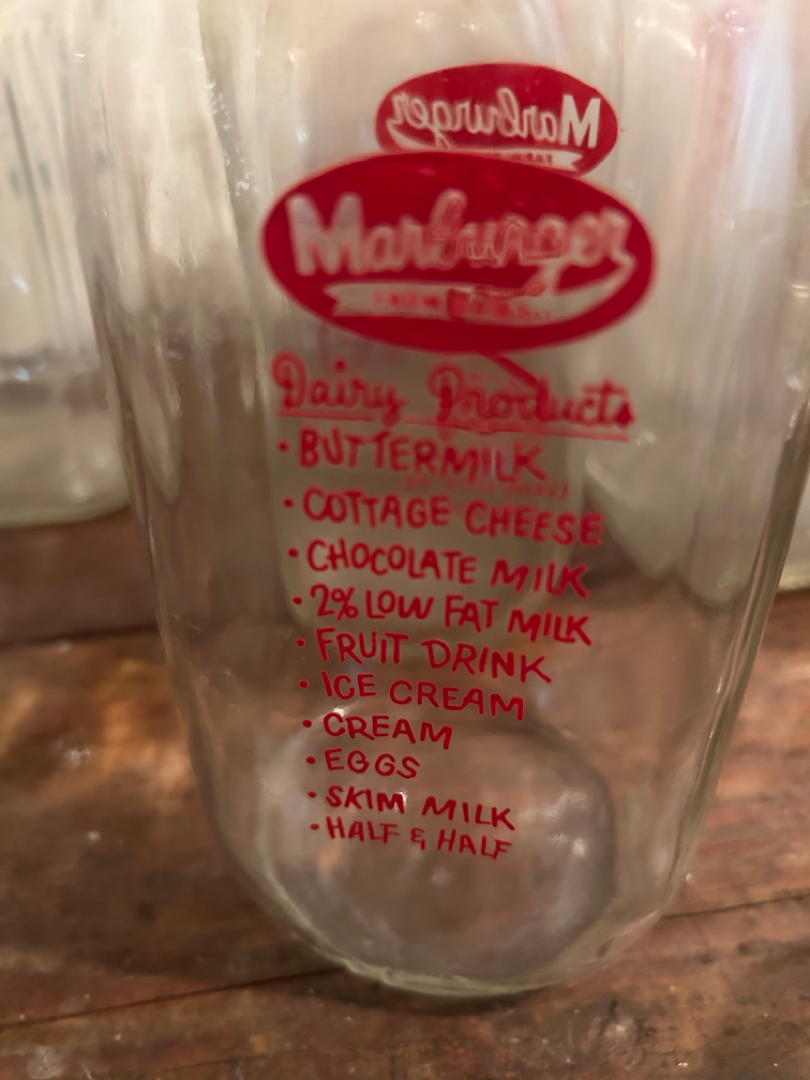 Marburger
Marburger
Dairy Products
• BUTTERMILK
• COTTAGE CHEESE
• CHOCOLATE MILK
• 2% LOW FAT MILK
• FRUIT DRINK
• ICE CREAM
• CREAM
• EGGS
• SKIM MILK
• HALF & HALF